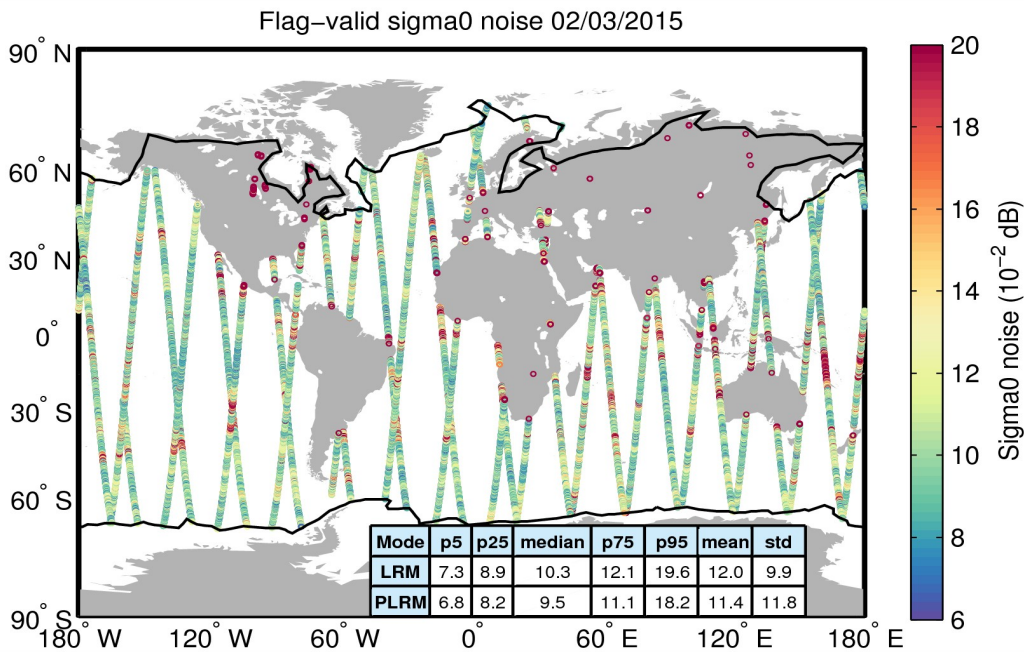 Flag−valid sigma0 noise 02/03/2015
90° N
60° N
30° N
0°
30° S
60° S
90° S
180° W 120° W 60° W 0° 60° E 120° E 180° E
Mode p5 p25 median p75 p95 mean std
LRM 7.3 8.9 10.3 12.1 19.6 12.0 9.9
PLRM 6.8 8.2 9.5 11.1 18.2 11.4 11.8
20
18
16
14
12
10
8
6
Sigma0 noise (10⁻² dB)